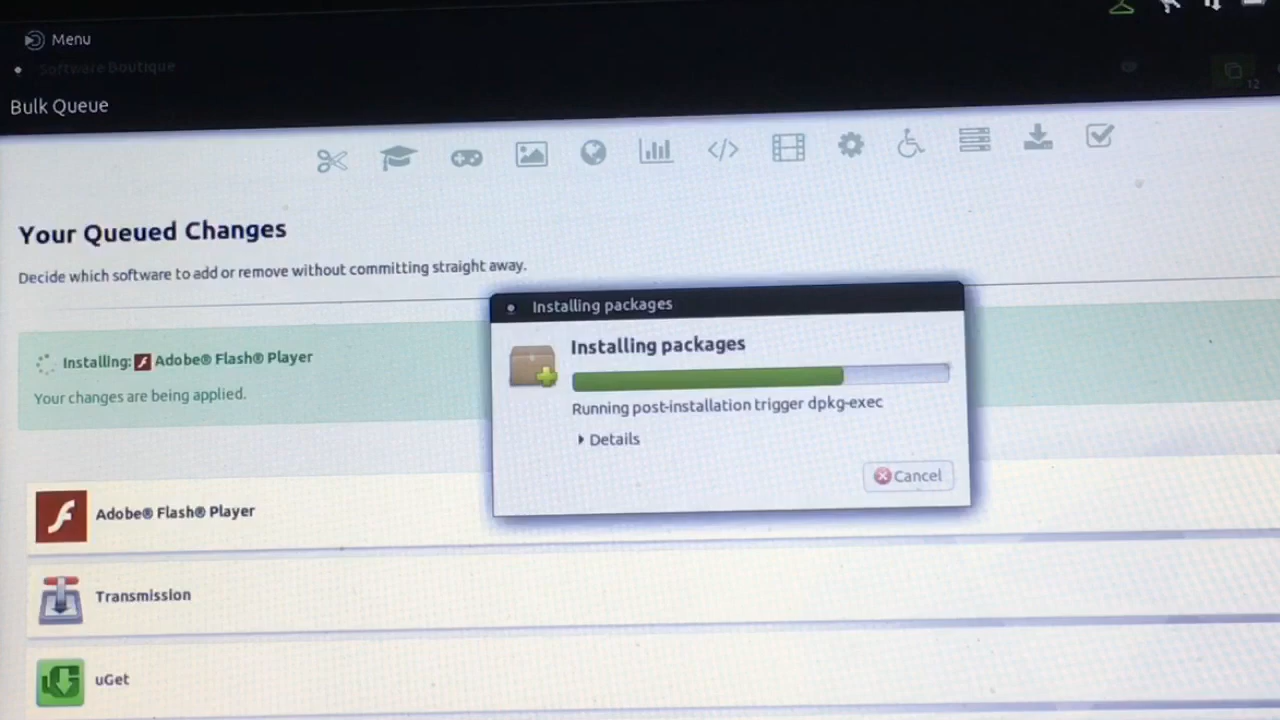 Menu
Software Boutique
12
Bulk Queue
Your Queued Changes
Decide which software to add or remove without committing straight away.
Installing: Adobe® Flash® Player
Your changes are being applied.
Installing packages
Installing packages
Running post-installation trigger dpkg-exec
Details
Cancel
Adobe® Flash® Player
Transmission
uGet